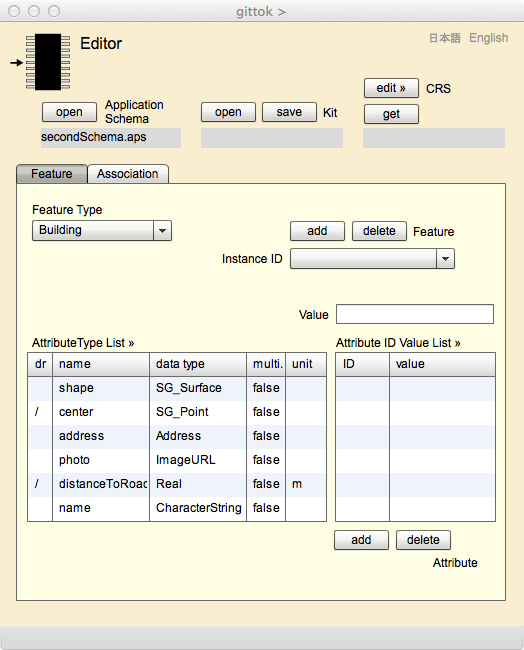 gittok >
Editor
日本語 English
edit » CRS
open Application Schema
open save Kit
get
secondSchema.aps
Feature Association
Feature Type
Building
add delete Feature
Instance ID
Value
AttributeType List » Attribute ID Value List »
dr name data type multi. unit ID value
shape SG_Surface false
/ center SG_Point false
address Address false
photo ImageURL false
/ distanceToRoad Real false m
name CharacterString false
add delete
Attribute